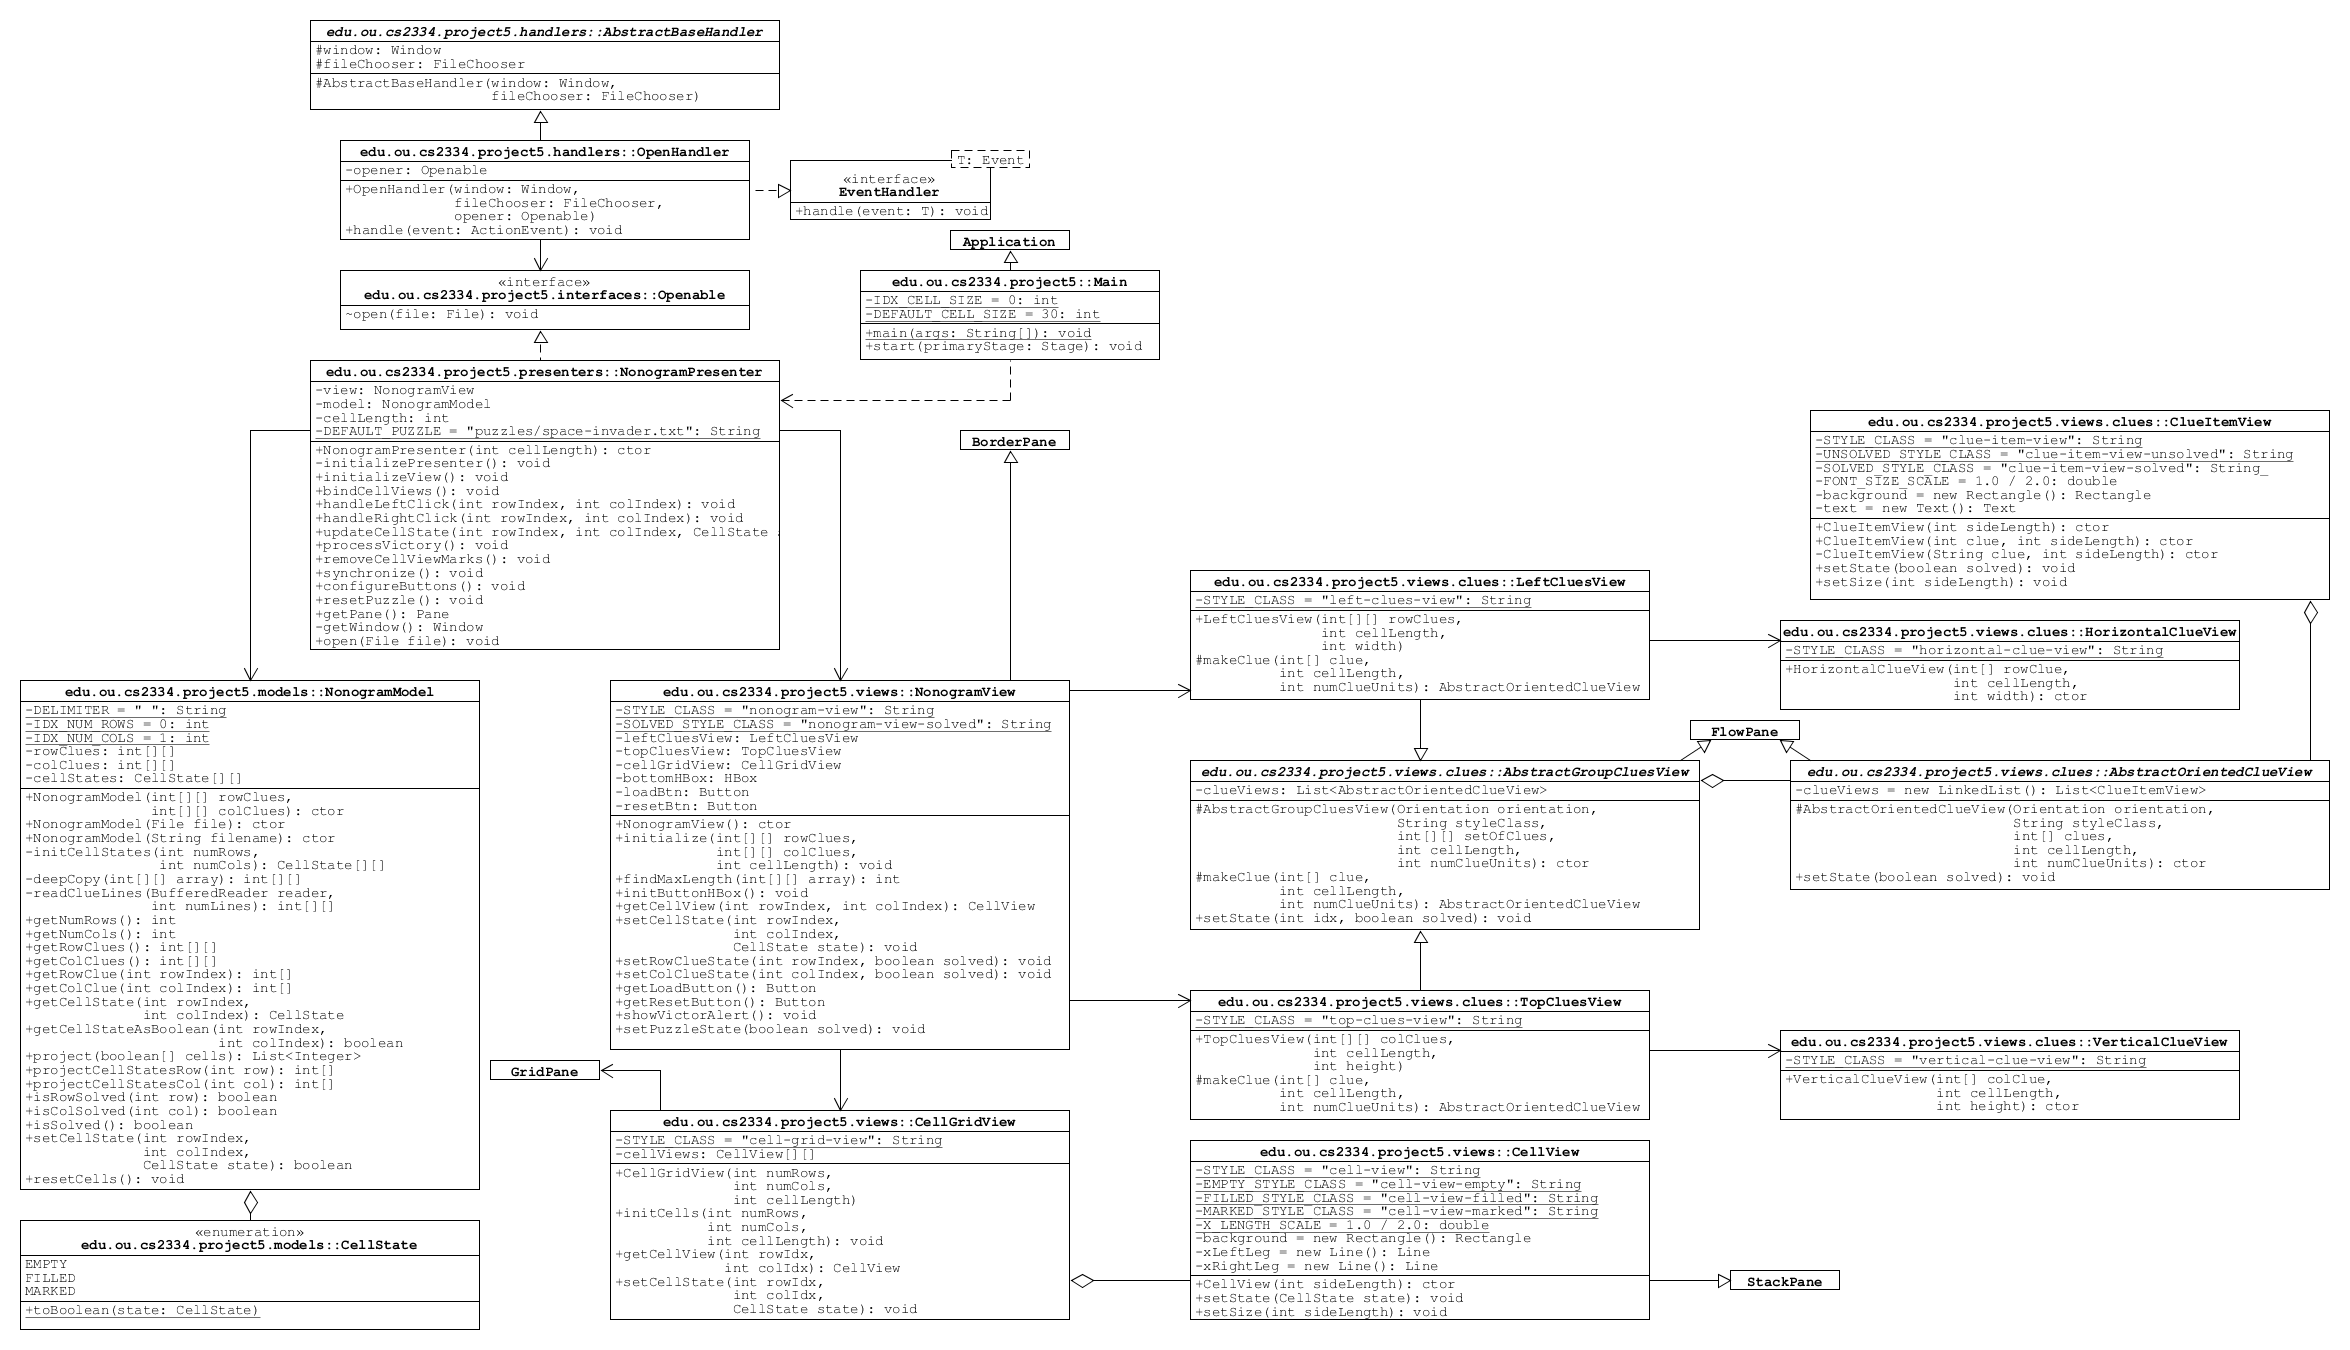 edu.ou.cs2334.project5.handlers::AbstractBaseHandler
#window: Window
#fileChooser: FileChooser
#AbstractBaseHandler(window: Window,
fileChooser: FileChooser)
edu.ou.cs2334.project5.handlers::OpenHandler
-opener: Openable
+OpenHandler(window: Window,
fileChooser: FileChooser,
opener: Openable)
+handle(event: ActionEvent): void
T: Event
«interface»
EventHandler
+handle(event: T): void
«interface»
edu.ou.cs2334.project5.interfaces::Openable
~open(file: File): void
Application
edu.ou.cs2334.project5::Main
-IDX_CELL_SIZE = 0: int
-DEFAULT_CELL_SIZE = 30: int
+main(args: String[]): void
+start(primaryStage: Stage): void
edu.ou.cs2334.project5.presenters::NonogramPresenter
-view: NonogramView
-model: NonogramModel
-cellLength: int
-DEFAULT_PUZZLE = "puzzles/space-invader.txt": String
+NonogramPresenter(int cellLength): ctor
-initializePresenter(): void
+initializeView(): void
+bindCellViews(): void
+handleLeftClick(int rowIndex, int colIndex): void
+handleRightClick(int rowIndex, int colIndex): void
+updateCellState(int rowIndex, int colIndex, CellState
+processVictory(): void
+removeCellViewMarks(): void
+synchronize(): void
+configureButtons(): void
+resetPuzzle(): void
+getPane(): Pane
-getWindow(): Window
+open(File file): void
BorderPane
edu.ou.cs2334.project5.views.clues::ClueItemView
-STYLE_CLASS = "clue-item-view": String
-UNSOLVED_STYLE_CLASS = "clue-item-view-unsolved": String
-SOLVED_STYLE_CLASS = "clue-item-view-solved": String_
-FONT_SIZE_SCALE = 1.0 / 2.0: double
-background = new Rectangle(): Rectangle
-text = new Text(): Text
+ClueItemView(int sideLength): ctor
+ClueItemView(int clue, int sideLength): ctor
-ClueItemView(String clue, int sideLength): ctor
+setState(boolean solved): void
+setSize(int sideLength): void
edu.ou.cs2334.project5.views.clues::LeftCluesView
-STYLE_CLASS = "left-clues-view": String
+LeftCluesView(int[][] rowClues,
int cellLength,
int width)
#makeClue(int[] clue,
int cellLength,
int numClueUnits): AbstractOrientedClueView
edu.ou.cs2334.project5.views.clues::HorizontalClueView
-STYLE_CLASS = "horizontal-clue-view": String
+HorizontalClueView(int[] rowClue,
int cellLength,
int width): ctor
edu.ou.cs2334.project5.models::NonogramModel
-DELIMITER = " ": String
-IDX_NUM_ROWS = 0: int
-IDX_NUM_COLS = 1: int
-rowClues: int[][]
-colClues: int[][]
-cellStates: CellState[][]
+NonogramModel(int[][] rowClues,
int[][] colClues): ctor
+NonogramModel(File file): ctor
+NonogramModel(String filename): ctor
-initCellStates(int numRows,
int numCols): CellState[][]
-deepCopy(int[][] array): int[][]
-readClueLines(BufferedReader reader,
int numLines): int[][]
+getNumRows(): int
+getNumCols(): int
+getRowClues(): int[][]
+getColClues(): int[][]
+getRowClue(int rowIndex): int[]
+getColClue(int colIndex): int[]
+getCellState(int rowIndex,
int colIndex): CellState
+getCellStateAsBoolean(int rowIndex,
int colIndex): boolean
+project(boolean[] cells): List<Integer>
+projectCellStatesRow(int row): int[]
+projectCellStatesCol(int col): int[]
+isRowSolved(int row): boolean
+isColSolved(int col): boolean
+isSolved(): boolean
+setCellState(int rowIndex,
int colIndex,
CellState state): boolean
+resetCells(): void
edu.ou.cs2334.project5.views::NonogramView
-STYLE_CLASS = "nonogram-view": String
-SOLVED_STYLE_CLASS = "nonogram-view-solved": String
-leftCluesView: LeftCluesView
-topCluesView: TopCluesView
-cellGridView: CellGridView
-bottomHBox: HBox
-loadBtn: Button
-resetBtn: Button
+NonogramView(): ctor
+initialize(int[][] rowClues,
int[][] colClues,
int cellLength): void
+findMaxLength(int[][] array): int
+initButtonHBox(): void
+getCellView(int rowIndex, int colIndex): CellView
+setCellState(int rowIndex,
int colIndex,
CellState state): void
+setRowClueState(int rowIndex, boolean solved): void
+setColClueState(int colIndex, boolean solved): void
+getLoadButton(): Button
+getResetButton(): Button
+showVictorAlert(): void
+setPuzzleState(boolean solved): void
FlowPane
edu.ou.cs2334.project5.views.clues::AbstractGroupCluesView
-clueViews: List<AbstractOrientedClueView>
#AbstractGroupCluesView(Orientation orientation,
String styleClass,
int[][] setOfClues,
int cellLength,
int numClueUnits): ctor
#makeClue(int[] clue,
int cellLength,
int numClueUnits): AbstractOrientedClueView
+setState(int idx, boolean solved): void
edu.ou.cs2334.project5.views.clues::AbstractOrientedClueView
-clueViews = new LinkedList(): List<ClueItemView>
#AbstractOrientedClueView(Orientation orientation,
String styleClass,
int[] clues,
int cellLength,
int numClueUnits): ctor
+setState(boolean solved): void
edu.ou.cs2334.project5.views.clues::TopCluesView
-STYLE_CLASS = "top-clues-view": String
+TopCluesView(int[][] colClues,
int cellLength,
int height)
#makeClue(int[] clue,
int cellLength,
int numClueUnits): AbstractOrientedClueView
edu.ou.cs2334.project5.views.clues::VerticalClueView
-STYLE_CLASS = "vertical-clue-view": String
+VerticalClueView(int[] colClue,
int cellLength,
int height): ctor
GridPane
edu.ou.cs2334.project5.views::CellGridView
-STYLE_CLASS = "cell-grid-view": String
-cellViews: CellView[][]
+CellGridView(int numRows,
int numCols,
int cellLength)
+initCells(int numRows,
int numCols,
int cellLength): void
+getCellView(int rowIdx,
int colIdx): CellView
+setCellState(int rowIdx,
int colIdx,
CellState state): void
edu.ou.cs2334.project5.views::CellView
-STYLE_CLASS = "cell-view": String
-EMPTY_STYLE_CLASS = "cell-view-empty": String
-FILLED_STYLE_CLASS = "cell-view-filled": String
-MARKED_STYLE_CLASS = "cell-view-marked": String
-X_LENGTH_SCALE = 1.0 / 2.0: double
-background = new Rectangle(): Rectangle
-xLeftLeg = new Line(): Line
-xRightLeg = new Line(): Line
+CellView(int sideLength): ctor
+setState(CellState state): void
+setSize(int sideLength): void
StackPane
«enumeration»
edu.ou.cs2334.project5.models::CellState
EMPTY
FILLED
MARKED
+toBoolean(state: CellState)